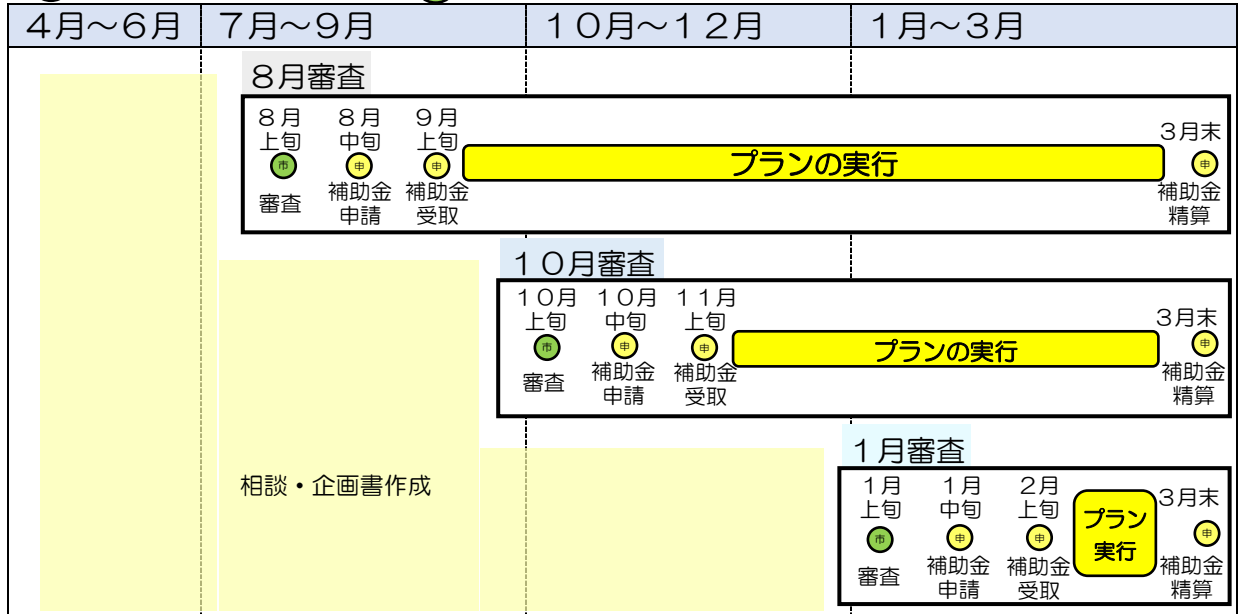 ４月～６月
７月～９月
１０月～１２月
１月～３月
８月審査
８月
上旬
市
審査
８月
中旬
申
補助金
申請
９月
上旬
申
補助金
受取
プランの実行
３月末
申
補助金
精算
１０月審査
１０月
上旬
市
審査
１０月
中旬
申
補助金
申請
１１月
上旬
申
補助金
受取
プランの実行
３月末
申
補助金
精算
相談・企画書作成
１月審査
１月
上旬
市
審査
１月
中旬
申
補助金
申請
２月
上旬
申
補助金
受取
プラン
実行
３月末
申
補助金
精算